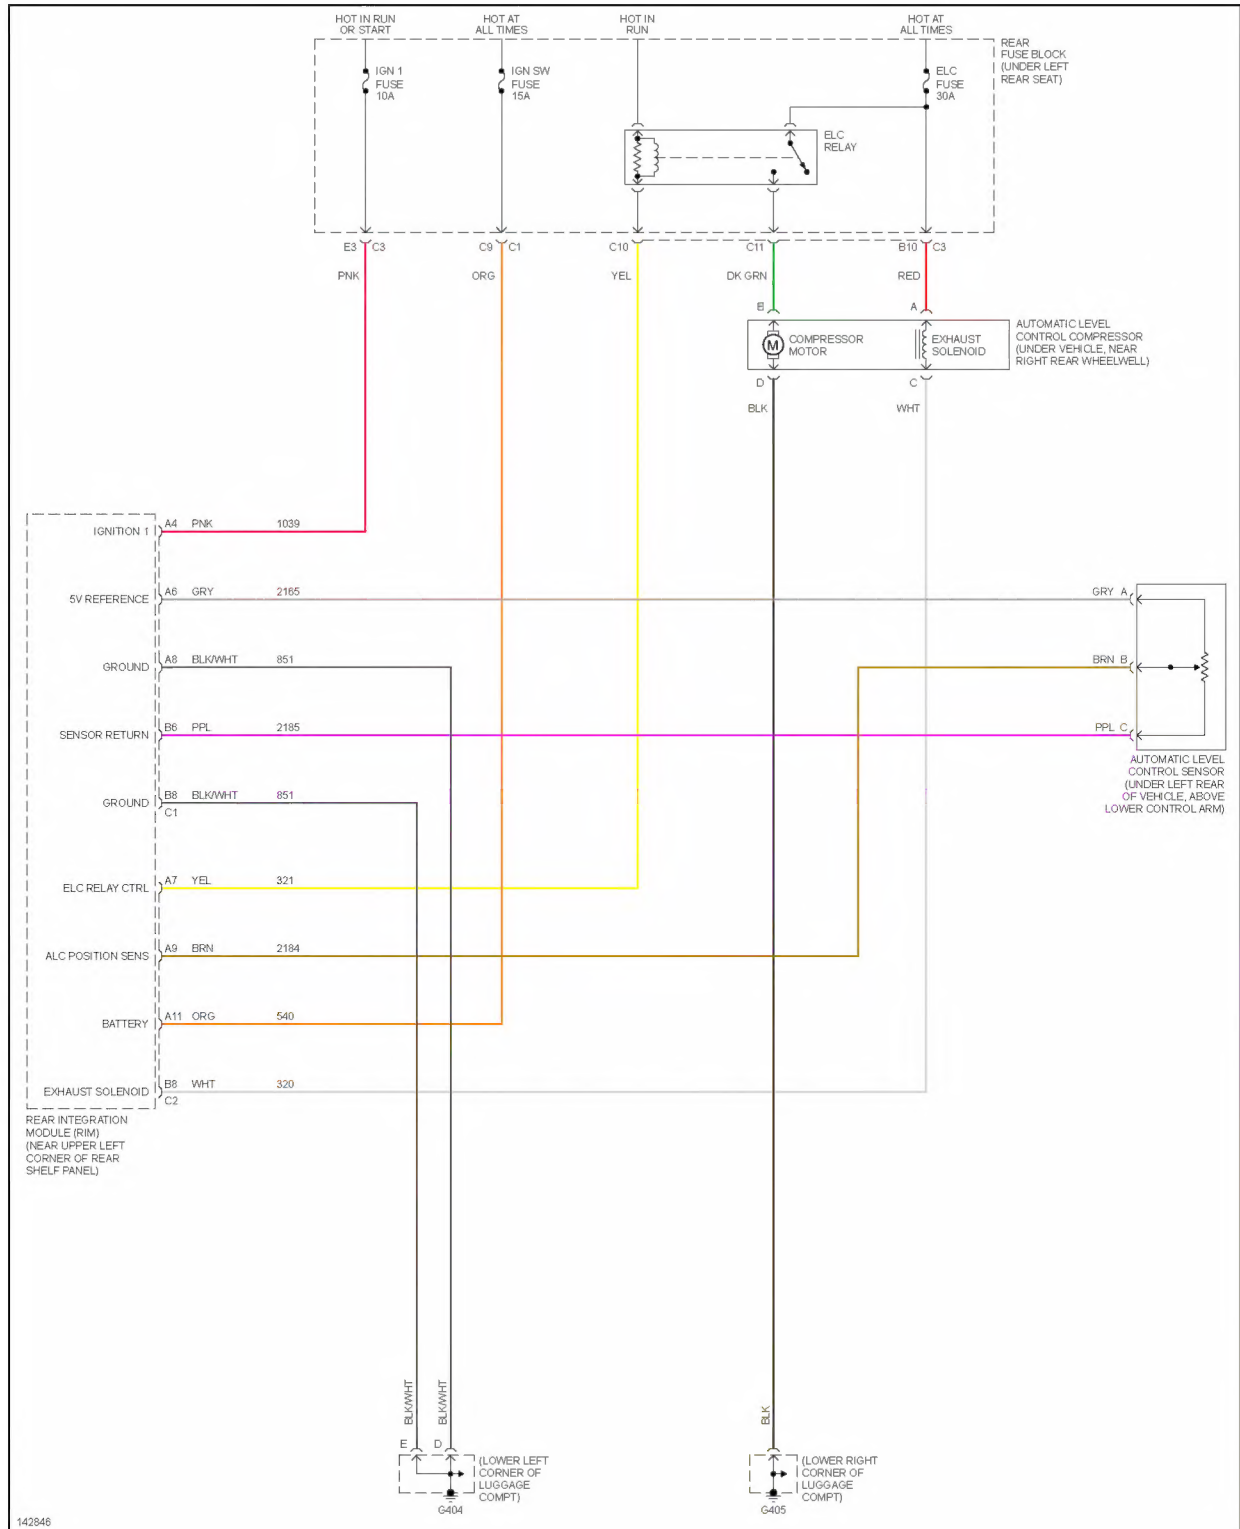 HOT IN RUN
OR START
HOT AT
ALL TIMES
HOT IN
RUN
HOT AT
ALL TIMES
REAR
FUSE BLOCK
(UNDER LEFT
REAR SEAT)
IGN 1
FUSE
10A
IGN SW
FUSE
15A
ELC
FUSE
30A
ELC
RELAY
E3 C3
C9 C1
C10
C11
B10 C3
PNK
ORG
YEL
DK GRN
RED
B
A
COMPRESSOR
MOTOR
M
EXHAUST
SOLENOID
AUTOMATIC LEVEL
CONTROL COMPRESSOR
(UNDER VEHICLE, NEAR
RIGHT REAR WHEELWELL)
D
C
BLK
WHT
IGNITION 1 A4 PNK 1039
5V REFERENCE A6 GRY 2165
GRY A
GROUND A8 BLK/WHT 851
BRN B
SENSOR RETURN B6 PPL 2185
PPL C
AUTOMATIC LEVEL
CONTROL SENSOR
(UNDER LEFT REAR
OF VEHICLE, ABOVE
LOWER CONTROL ARM)
GROUND B8 BLK/WHT 851
C1
ELC RELAY CTRL A7 YEL 321
ALC POSITION SENS A9 BRN 2184
BATTERY A11 ORG 540
EXHAUST SOLENOID B8 WHT 320
C2
REAR INTEGRATION
MODULE (RIM)
(NEAR UPPER LEFT
CORNER OF REAR
SHELF PANEL)
BLK/WHT
BLK/WHT
BLK
E
D
(LOWER LEFT
CORNER OF
LUGGAGE
COMPT)
G404
(LOWER RIGHT
CORNER OF
LUGGAGE
COMPT)
G405
142846